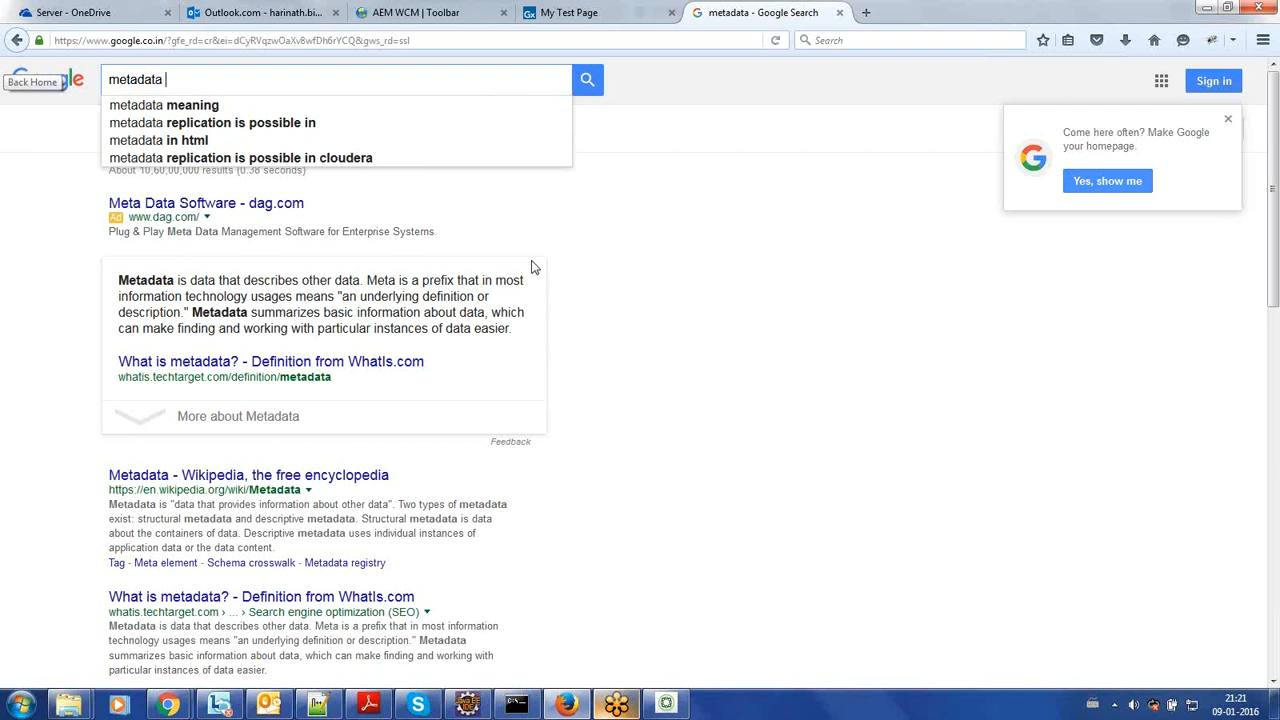 Server - OneDrive
Outlook.com - harinath.bi...
AEM WCM | Toolbar
My Test Page
metadata - Google Search
https://www.google.co.in/?gfe_rd=cr&ei=dCyRVqzwOaXv8wfDh6rYCQ&gws_rd=ssl
Search
Back Home
metadata
Sign in
metadata meaning
metadata replication is possible in
metadata in html
metadata replication is possible in cloudera
Come here often? Make Google
your homepage.
Yes, show me
About 10,60,00,000 results (0.38 seconds)
Meta Data Software - dag.com
Ad www.dag.com/
Plug & Play Meta Data Management Software for Enterprise Systems.
Metadata is data that describes other data. Meta is a prefix that in most
information technology usages means "an underlying definition or
description." Metadata summarizes basic information about data, which
can make finding and working with particular instances of data easier.
What is metadata? - Definition from WhatIs.com
whatis.techtarget.com/definition/metadata
More about Metadata
Feedback
Metadata - Wikipedia, the free encyclopedia
https://en.wikipedia.org/wiki/Metadata
Metadata is "data that provides information about other data". Two types of metadata
exist: structural metadata and descriptive metadata. Structural metadata is data
about the containers of data. Descriptive metadata uses individual instances of
application data or the data content.
Tag - Meta element - Schema crosswalk - Metadata registry
What is metadata? - Definition from WhatIs.com
whatis.techtarget.com › ... › Search engine optimization (SEO)
Metadata is data that describes other data. Meta is a prefix that in most information
technology usages means "an underlying definition or description." Metadata
summarizes basic information about data, which can make finding and working with
particular instances of data easier.
21:21
09-01-2016